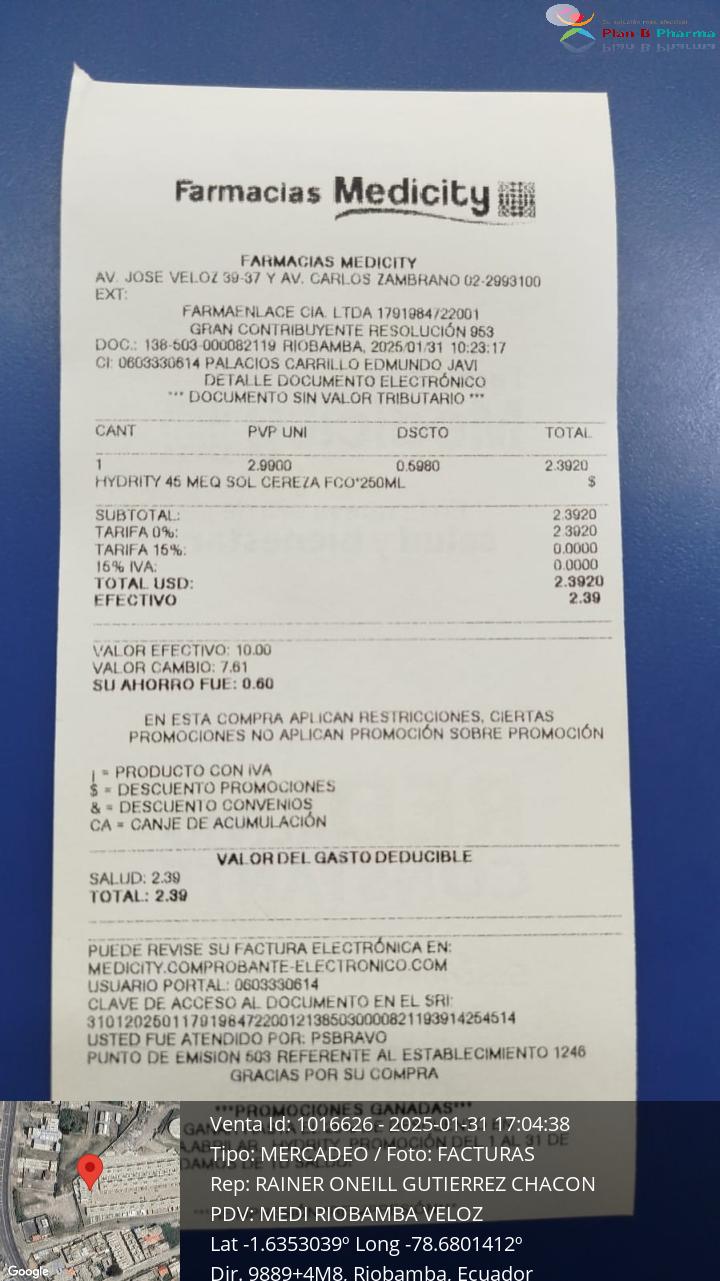 Plan B Pharma
Farmacias Medicity
FARMACIAS MEDICITY
AV. JOSE VELOZ 39-37 Y AV. CARLOS ZAMBRANO 02-2993100
EXT:
FARMAENLACE CIA. LTDA 1791984722001
GRAN CONTRIBUYENTE RESOLUCIÓN 953
DOC.: 138-503-000082119 RIOBAMBA, 2025/01/31 10:23:17
CI: 0603330614 PALACIOS CARRILLO EDMUNDO JAVI
DETALLE DOCUMENTO ELECTRÓNICO
*** DOCUMENTO SIN VALOR TRIBUTARIO ***
CANT PVP UNI DSCTO TOTAL
1 2.9900 0.5980 2.3920
HYDRITY 45 MEQ SOL CEREZA FCO*250ML $
SUBTOTAL: 2.3920
TARIFA 0%: 2.3920
TARIFA 15%: 0.0000
15% IVA: 0.0000
TOTAL USD: 2.3920
EFECTIVO 2.39
VALOR EFECTIVO: 10.00
VALOR CAMBIO: 7.61
SU AHORRO FUE: 0.60
EN ESTA COMPRA APLICAN RESTRICCIONES, CIERTAS
PROMOCIONES NO APLICAN PROMOCIÓN SOBRE PROMOCIÓN
¡ = PRODUCTO CON IVA
$ = DESCUENTO PROMOCIONES
& = DESCUENTO CONVENIOS
CA = CANJE DE ACUMULACIÓN
VALOR DEL GASTO DEDUCIBLE
SALUD: 2.39
TOTAL: 2.39
PUEDE REVISE SU FACTURA ELECTRÓNICA EN:
MEDICITY.COMPROBANTE-ELECTRONICO.COM
USUARIO PORTAL: 0603330614
CLAVE DE ACCESO AL DOCUMENTO EN EL SRI:
3101202501179198472200121385030000821193914254514
USTED FUE ATENDIDO POR: PSBRAVO
PUNTO DE EMISION 503 REFERENTE AL ESTABLECIMIENTO 1246
GRACIAS POR SU COMPRA
***PROMOCIONES GANADAS***
HYDRITY, PROMOCIÓN DEL 1 AL 31 DE
Venta Id: 1016626 - 2025-01-31 17:04:38
Tipo: MERCADEO / Foto: FACTURAS
Rep: RAINER ONEILL GUTIERREZ CHACON
PDV: MEDI RIOBAMBA VELOZ
Lat -1.6353039º Long -78.6801412º
Dir. 9889+4M8, Riobamba, Ecuador
Google